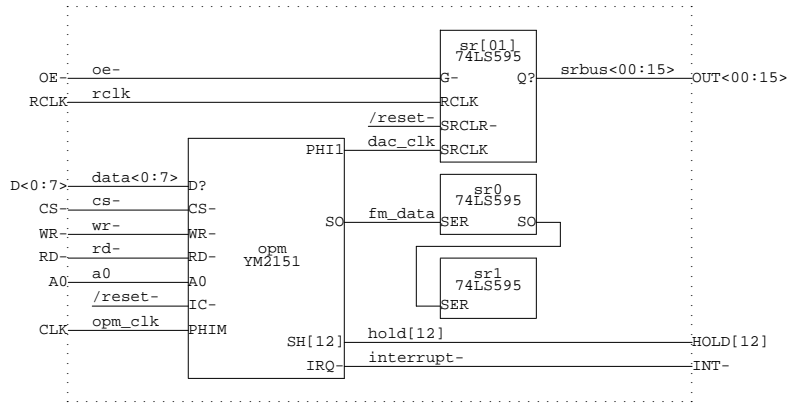 sr[01]
74LS595
OE- oe- G- Q? srbus<00:15> OUT<00:15>
RCLK rclk RCLK
/reset- SRCLR-
PHI1 dac_clk SRCLK
D<0:7> data<0:7> D?
sr0
74LS595
CS- cs- CS-
SO fm_data SER SO
WR- wr- WR-
opm
YM2151
RD- rd- RD-
sr1
74LS595
A0 a0 A0
/reset- IC- SER
CLK opm_clk PHIM
SH[12] hold[12] HOLD[12]
IRQ- interrupt- INT-